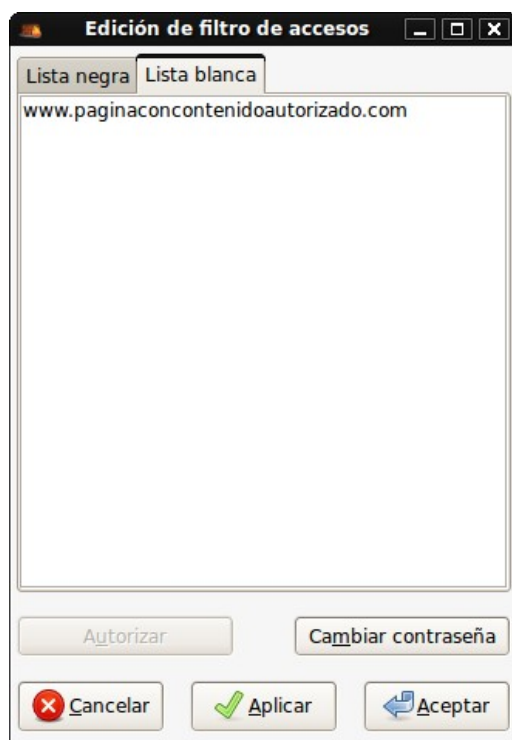 Edición de filtro de accesos
Lista negra Lista blanca
www.paginaconcontenidoautorizado.com
Autorizar Cambiar contraseña
Cancelar Aplicar Aceptar